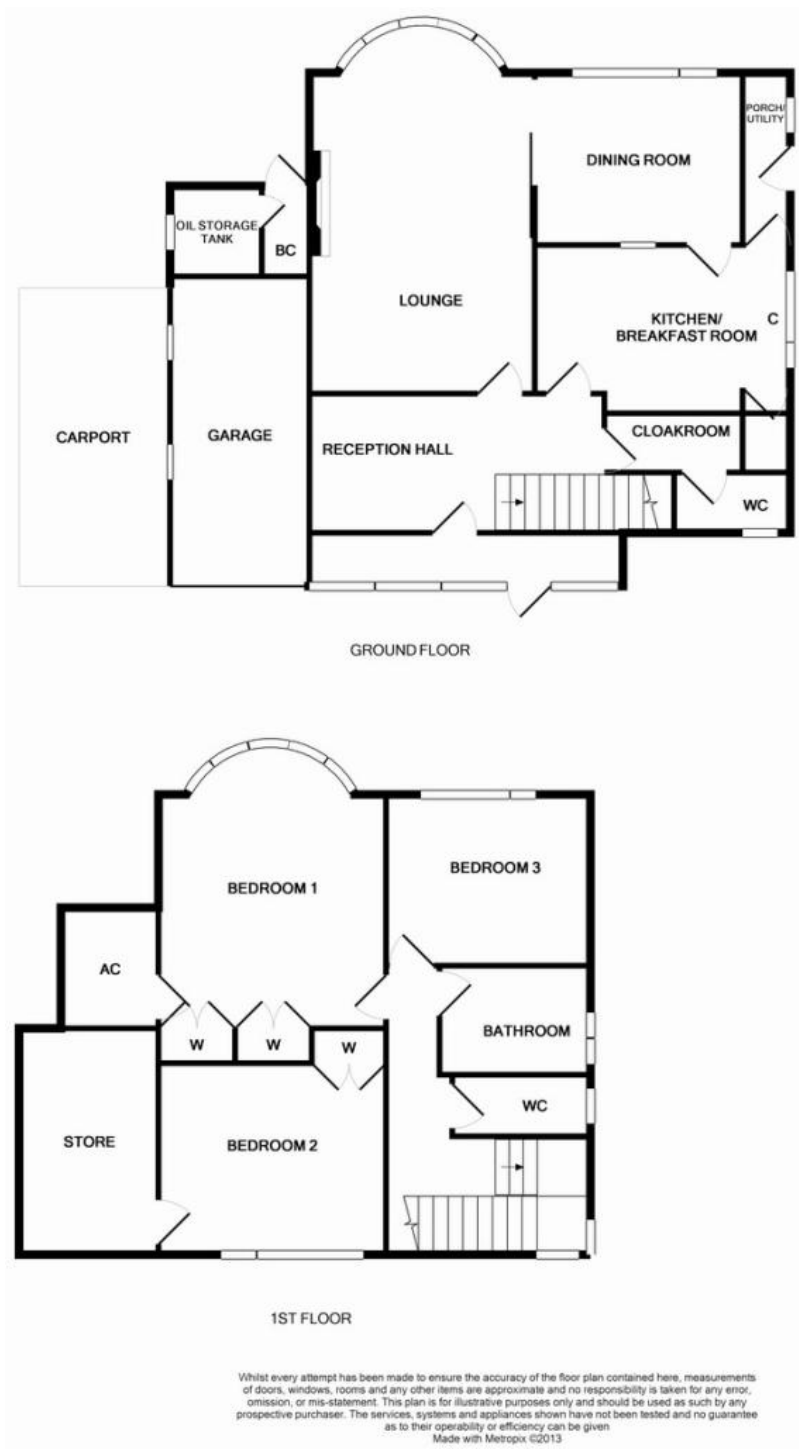 PORCH/
UTILITY
DINING ROOM
OIL STORAGE
TANK
BC
LOUNGE
KITCHEN/
BREAKFAST ROOM
C
CARPORT
GARAGE
RECEPTION HALL
CLOAKROOM
WC
GROUND FLOOR
BEDROOM 1
BEDROOM 3
AC
BATHROOM
W
W
W
WC
STORE
BEDROOM 2
1ST FLOOR
Whilst every attempt has been made to ensure the accuracy of the floor plan contained here, measurements
of doors, windows, rooms and any other items are approximate and no responsibility is taken for any error,
omission, or mis-statement. This plan is for illustrative purposes only and should be used as such by any
prospective purchaser. The services, systems and appliances shown have not been tested and no guarantee
as to their operability or efficiency can be given
Made with Metropix ©2013